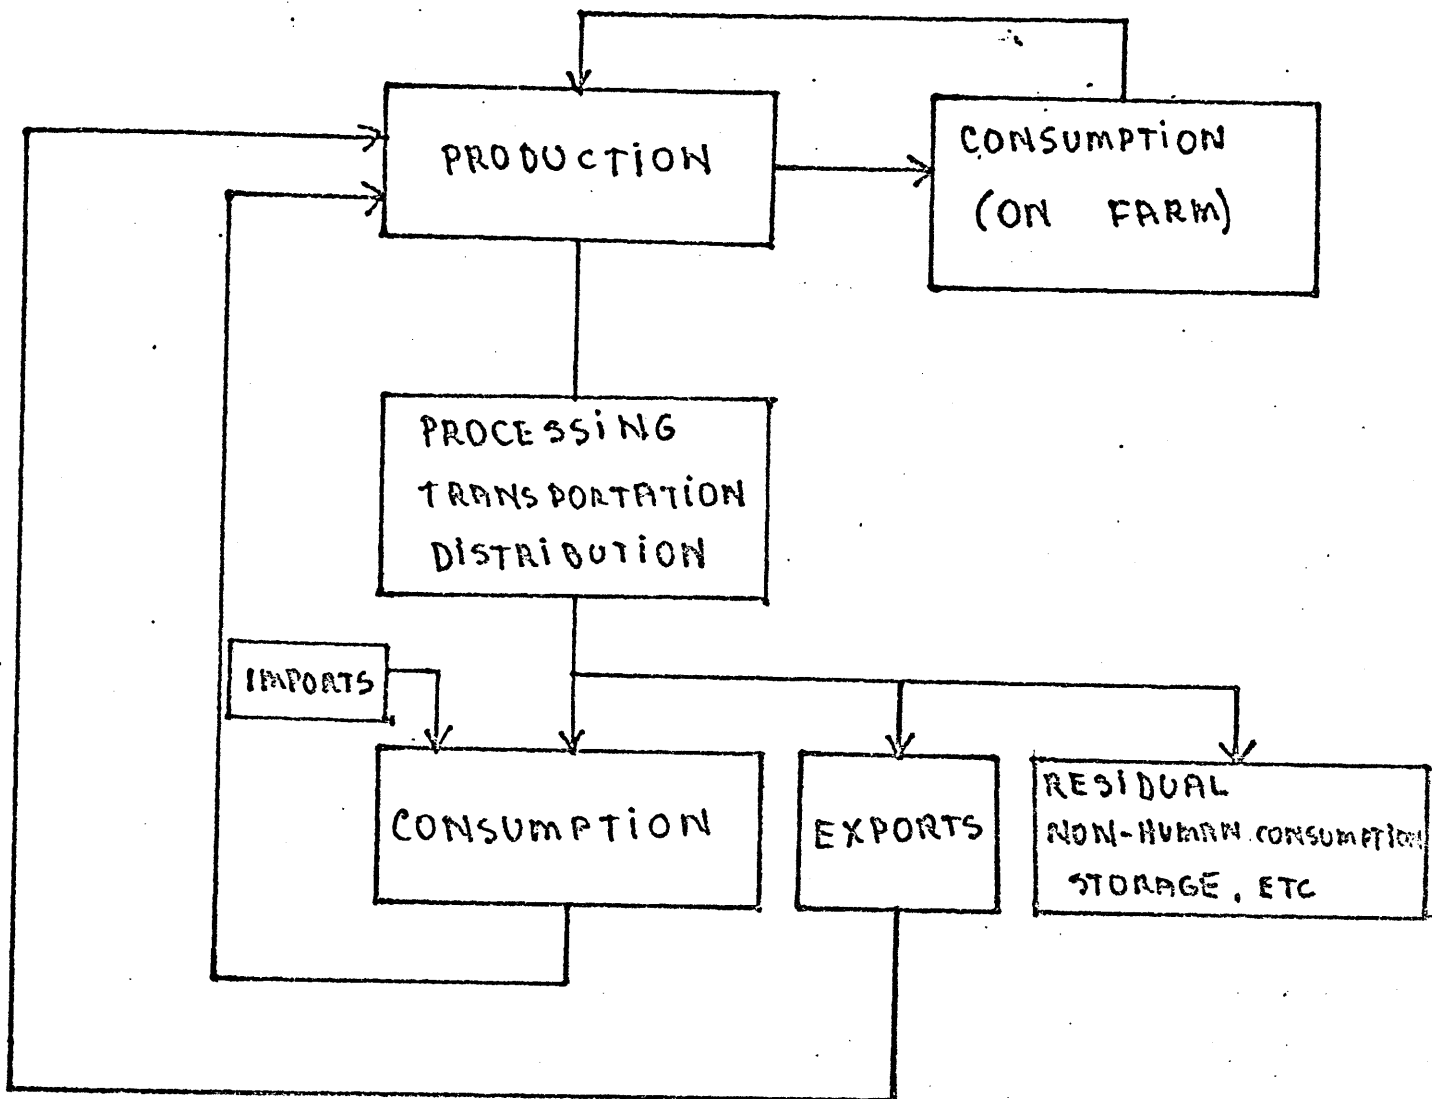 PRODUCTION
CONSUMPTION
(ON FARM)
PROCESSING
TRANSPORTATION
DISTRIBUTION
IMPORTS
CONSUMPTION
EXPORTS
RESIDUAL
NON-HUMAN CONSUMPTION
STORAGE, ETC